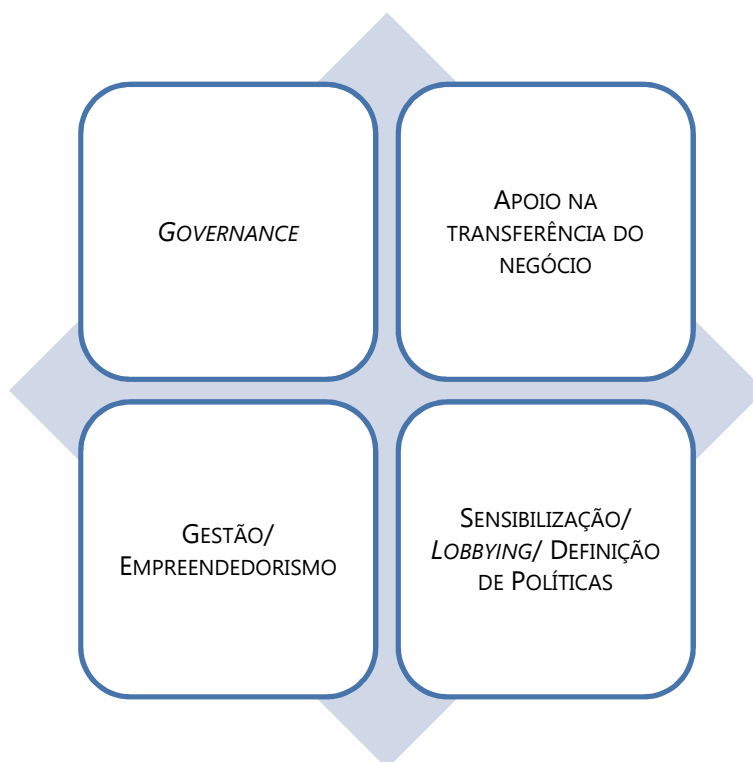 GOVERNANCE
APOIO NA
TRANSFERÊNCIA DO
NEGÓCIO
GESTÃO/
EMPREENDEDORISMO
SENSIBILIZAÇÃO/
LOBBYING/ DEFINIÇÃO
DE POLÍTICAS